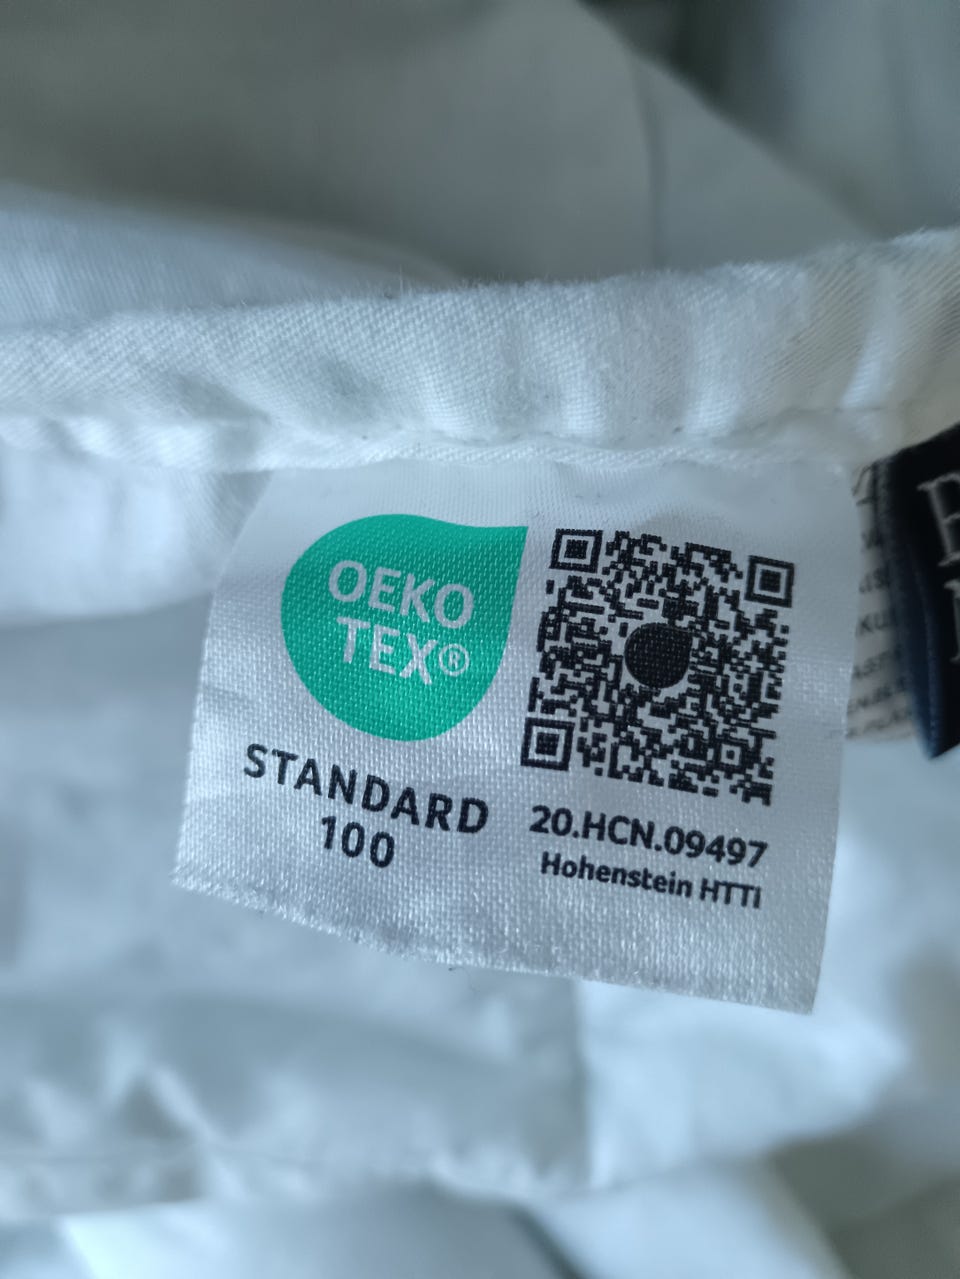 OEKO
TEX®
STANDARD
100
20.HCN.09497
Hohenstein HTTI